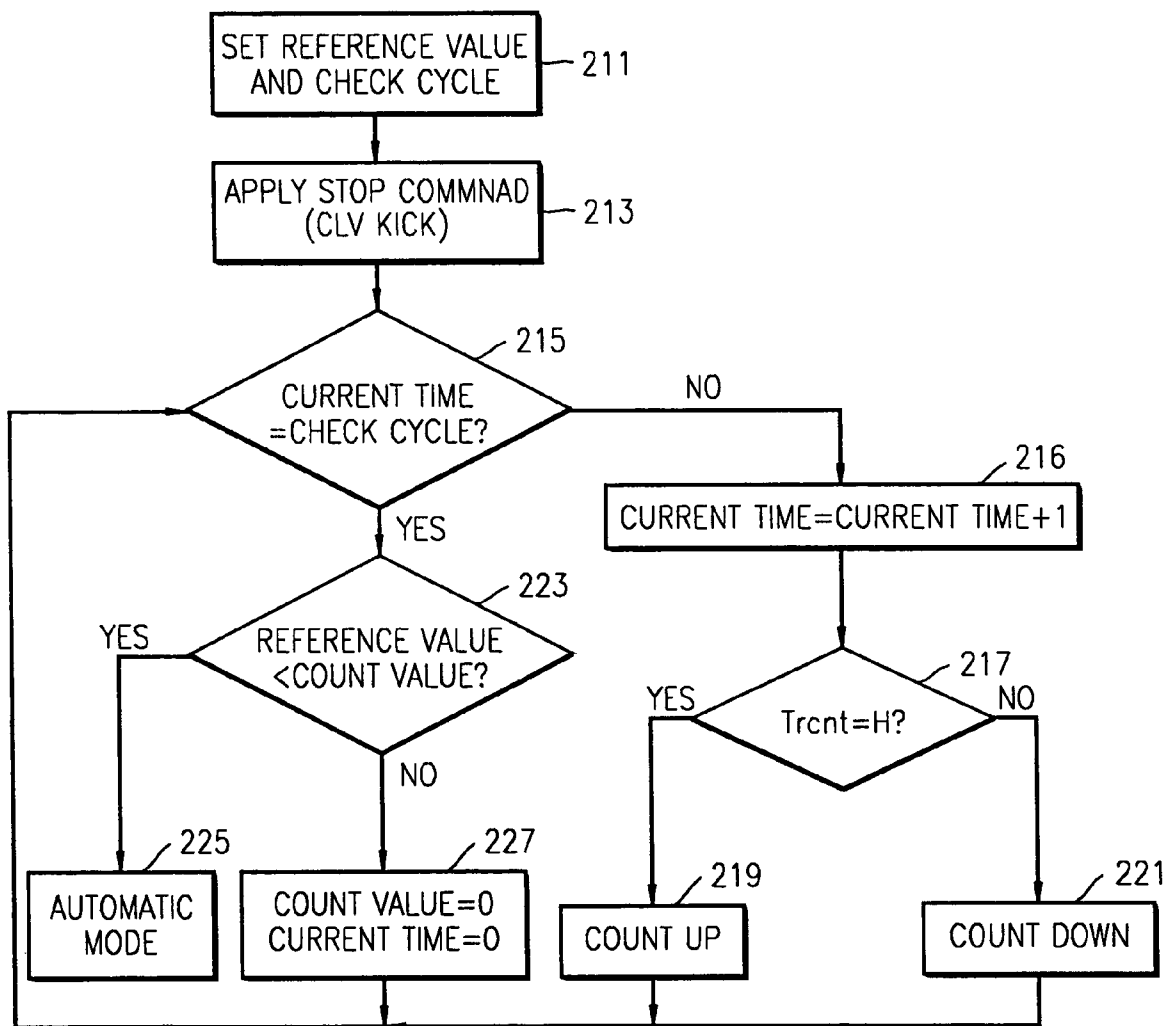 SET REFERENCE VALUE
AND CHECK CYCLE
211
APPLY STOP COMMNAD
(CLV KICK)
213
215
CURRENT TIME
=CHECK CYCLE?
NO
YES
216
CURRENT TIME=CURRENT TIME+1
223
YES
REFERENCE VALUE
<COUNT VALUE?
NO
217
YES
Trcnt=H?
NO
225
AUTOMATIC
MODE
227
COUNT VALUE=0
CURRENT TIME=0
219
COUNT UP
221
COUNT DOWN